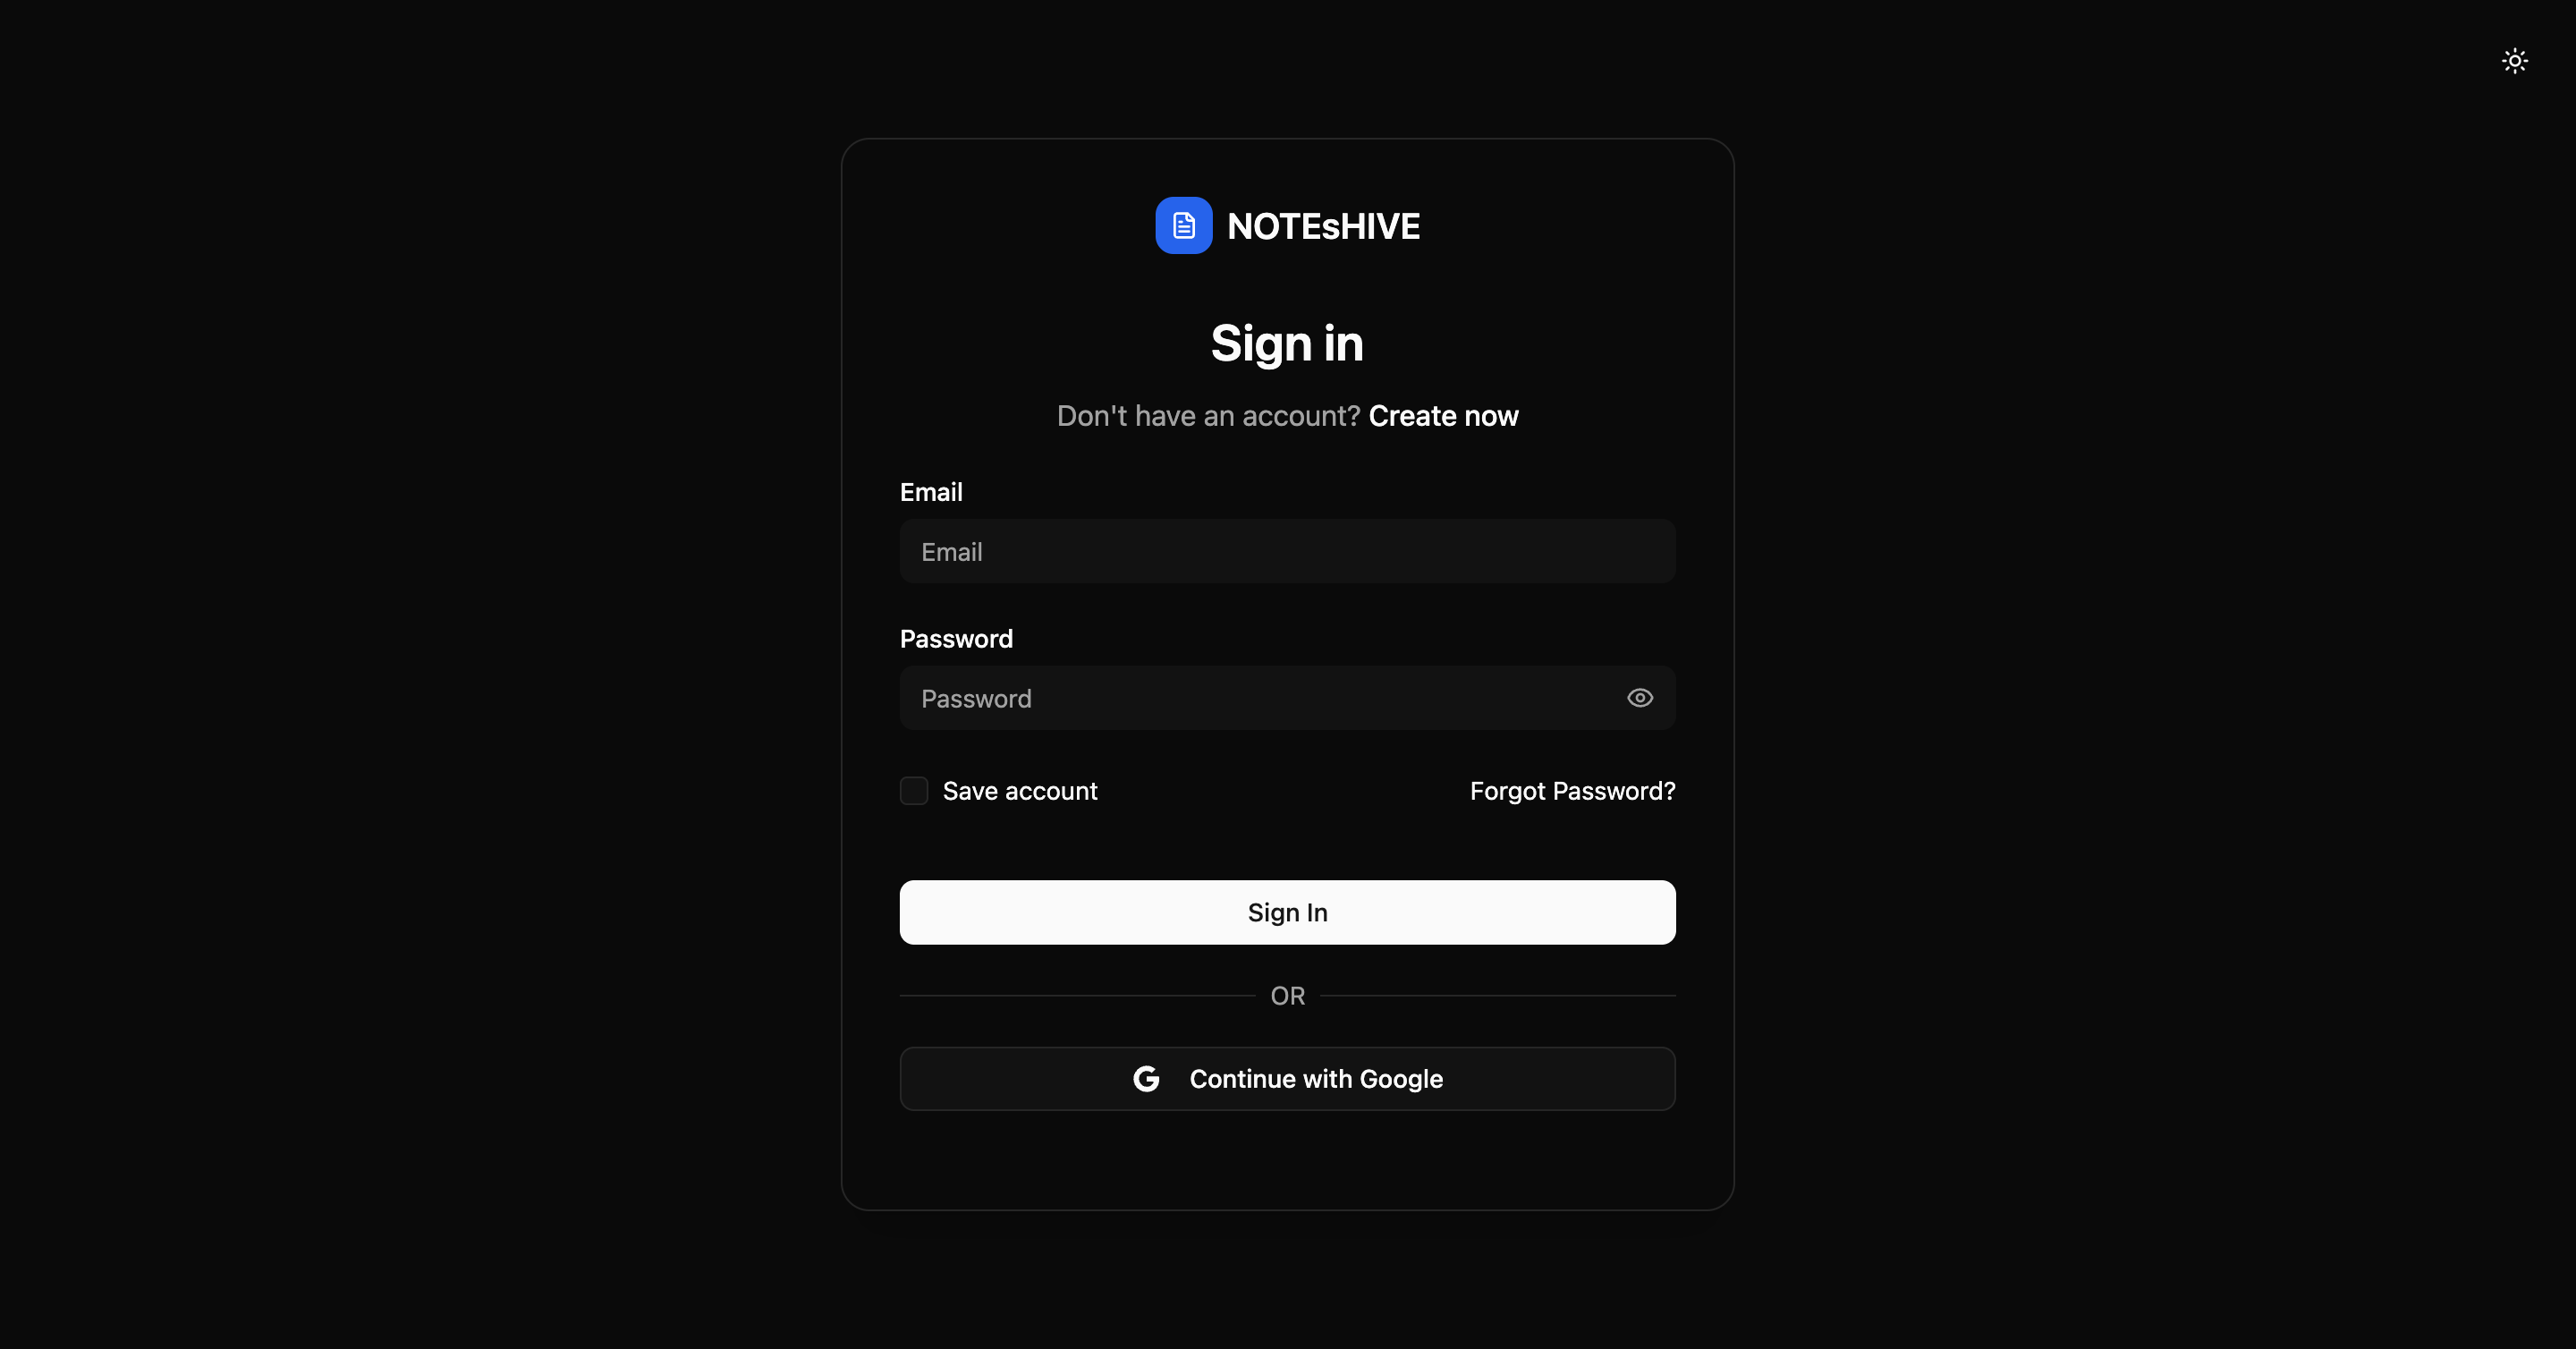 NOTEsHIVE
Sign in
Don't have an account? Create now
Email
Email
Password
Password
Save account
Forgot Password?
Sign In
OR
Continue with Google